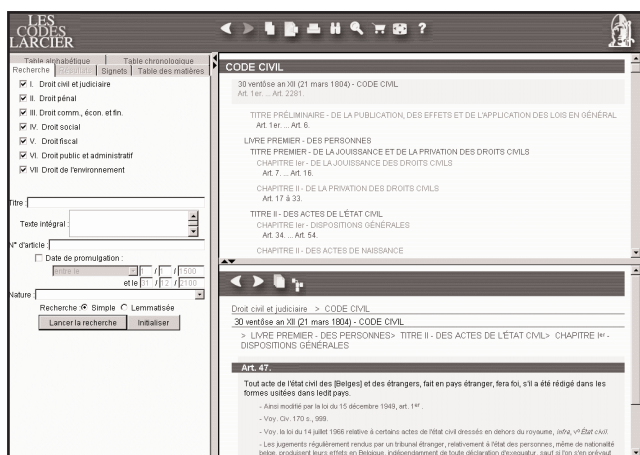 LES
CODES
LARCIER
Table alphabétique Table chronologique
Recherche Résultats Signets Table des matières
I. Droit civil et judiciaire
II. Droit pénal
III. Droit comm., écon. et fin.
IV. Droit social
V. Droit fiscal
VI. Droit public et administratif
VII Droit de l'environnement
Titre :
Texte intégral :
N° d'article :
Date de promulgation :
entre le 1 / 1 / 1500
et le 31 / 12 / 2100
Nature :
Recherche : Simple Lemmatisée
Lancer la recherche Initialiser
?
CODE CIVIL
30 ventôse an XII (21 mars 1804) - CODE CIVIL
Art. 1er. ... Art. 2281.
TITRE PRÉLIMINAIRE - DE LA PUBLICATION, DES EFFETS ET DE L'APPLICATION DES LOIS EN GÉNÉRAL
Art. 1er. ... Art. 6.
LIVRE PREMIER - DES PERSONNES
TITRE PREMIER - DE LA JOUISSANCE ET DE LA PRIVATION DES DROITS CIVILS
CHAPITRE Ier - DE LA JOUISSANCE DES DROITS CIVILS
Art. 7. ... Art. 16.
CHAPITRE II - DE LA PRIVATION DES DROITS CIVILS
Art. 17 à 33.
TITRE II - DES ACTES DE L'ÉTAT CIVIL
CHAPITRE Ier - DISPOSITIONS GÉNÉRALES
Art. 34. ... Art. 54.
CHAPITRE II - DES ACTES DE NAISSANCE
Droit civil et judiciaire > CODE CIVIL
30 ventôse an XII (21 mars 1804) - CODE CIVIL
> LIVRE PREMIER - DES PERSONNES> TITRE II - DES ACTES DE L'ÉTAT CIVIL> CHAPITRE Ier -
DISPOSITIONS GÉNÉRALES
Art. 47.
Tout acte de l'état civil des [Belges] et des étrangers, fait en pays étranger, fera foi, s'il a été rédigé dans les
formes usitées dans ledit pays.
- Ainsi modifié par la loi du 15 décembre 1949, art. 1er .
- Voy. Civ. 170 s., 999.
- Voy. la loi du 14 juillet 1966 relative à certains actes de l'état civil dressés en dehors du royaume, infra, v° État civil.
- Les jugements régulièrement rendus par un tribunal étranger, relativement à l'état des personnes, même de nationalité
belge, produisent leurs effets en Belgique, indépendamment de toute déclaration d'exequatur, sauf si l'on s'en prévaut